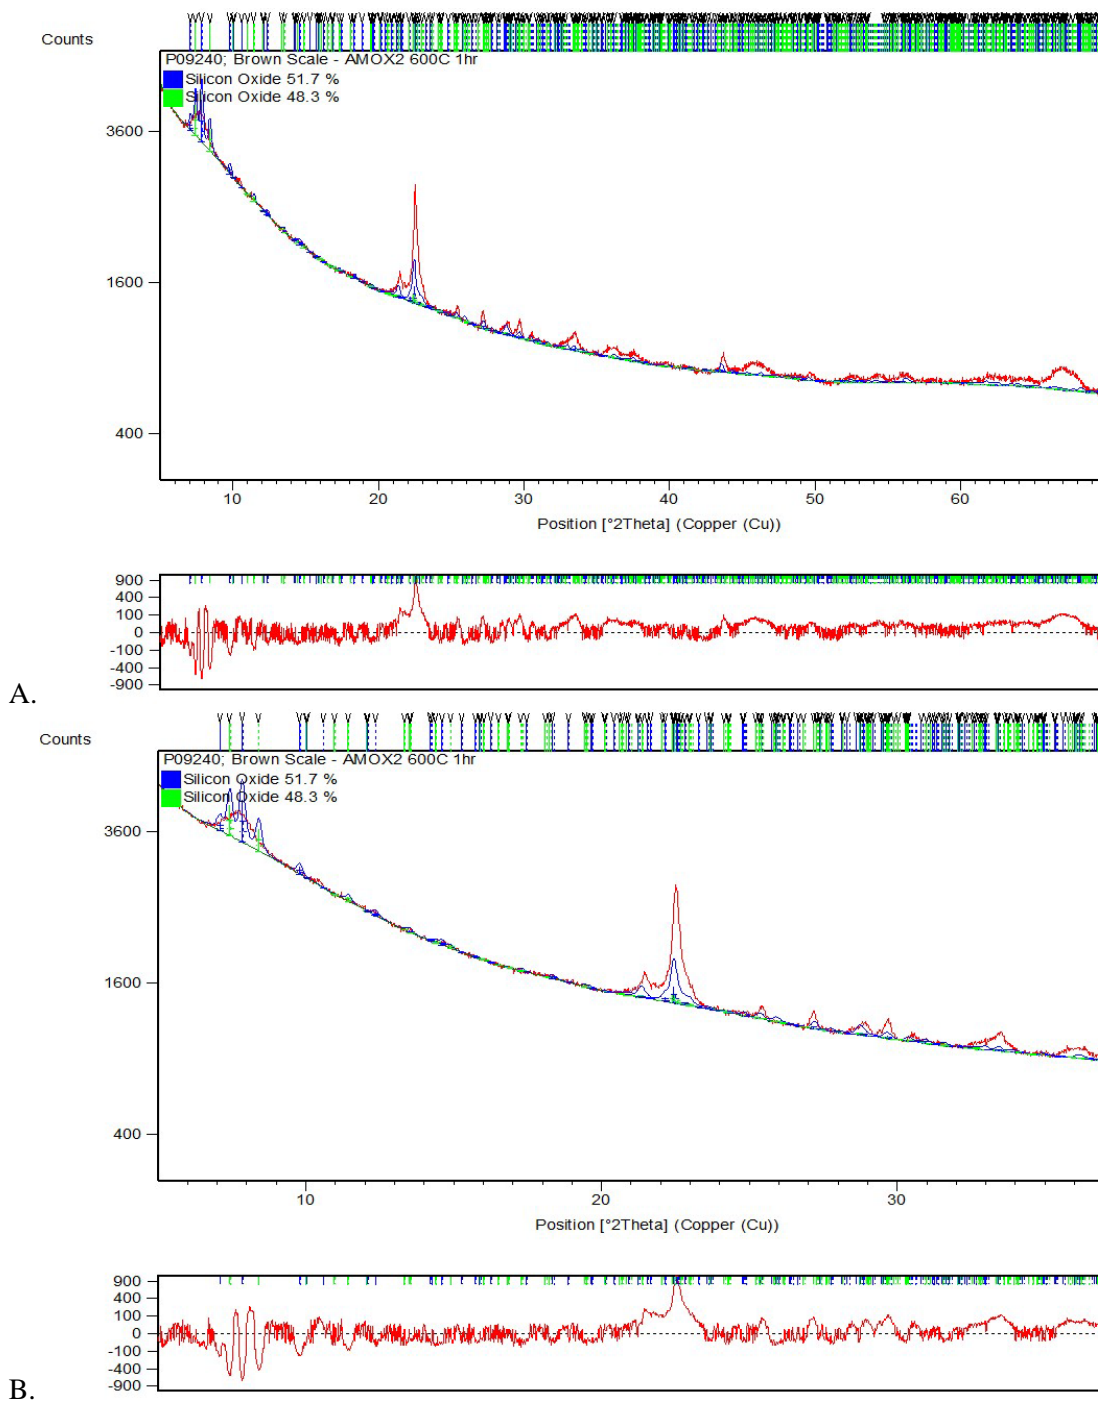 Counts
P09240; Brown Scale - AMOX2 600C 1hr
Silicon Oxide 51.7 %
Silicon Oxide 48.3 %
3600
1600
400
10 20 30 40 50 60
Position [°2Theta] (Copper (Cu))
900
400
100
0
-100
-400
-900
A.
Counts
P09240; Brown Scale - AMOX2 600C 1hr
Silicon Oxide 51.7 %
Silicon Oxide 48.3 %
3600
1600
400
10 20 30
Position [°2Theta] (Copper (Cu))
900
400
100
0
-100
-400
-900
B.